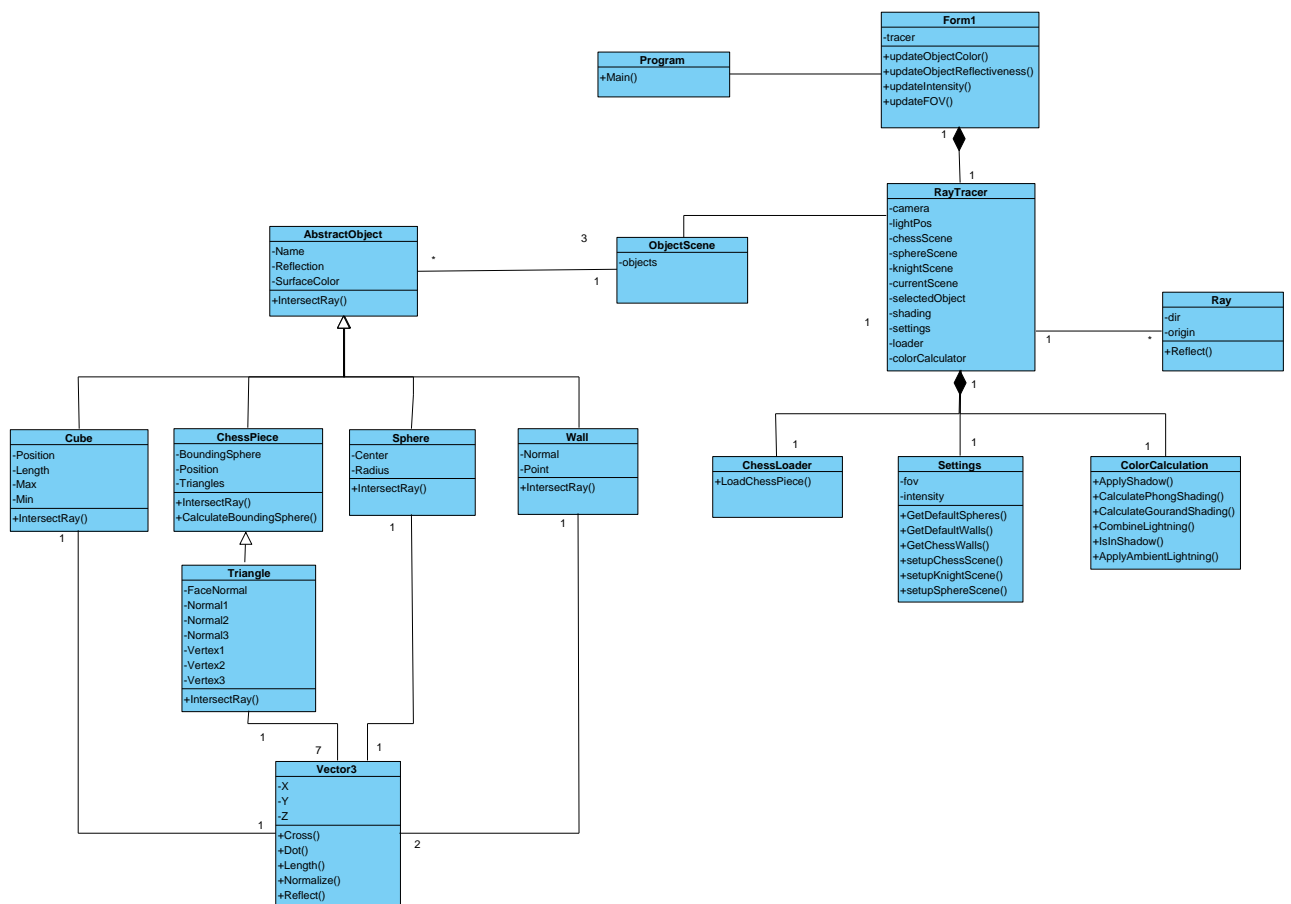 Form1
-tracer
+updateObjectColor()
+updateObjectReflectiveness()
+updateIntensity()
+updateFOV()
Program
+Main()
1
1
RayTracer
-camera
-lightPos
-chessScene
-sphereScene
-knightScene
-currentScene
-selectedObject
-shading
-settings
-loader
-colorCalculator
AbstractObject
-Name
-Reflection
-SurfaceColor
+IntersectRay()
3
ObjectScene
-objects
*
1
1
Ray
-dir
-origin
+Reflect()
1
*
1
Cube
-Position
-Length
-Max
-Min
+IntersectRay()
1
ChessPiece
-BoundingSphere
-Position
-Triangles
+IntersectRay()
+CalculateBoundingSphere()
Sphere
-Center
-Radius
+IntersectRay()
1
Wall
-Normal
-Point
+IntersectRay()
1
1
ChessLoader
+LoadChessPiece()
1
Settings
-fov
-intensity
+GetDefaultSpheres()
+GetDefaultWalls()
+GetChessWalls()
+setupChessScene()
+setupKnightScene()
+setupSphereScene()
1
ColorCalculation
+ApplyShadow()
+CalculatePhongShading()
+CalculateGourandShading()
+CombineLightning()
+IsInShadow()
+ApplyAmbientLightning()
Triangle
-FaceNormal
-Normal1
-Normal2
-Normal3
-Vertex1
-Vertex2
-Vertex3
+IntersectRay()
1
7
1
Vector3
-X
-Y
-Z
+Cross()
+Dot()
+Length()
+Normalize()
+Reflect()
1
2